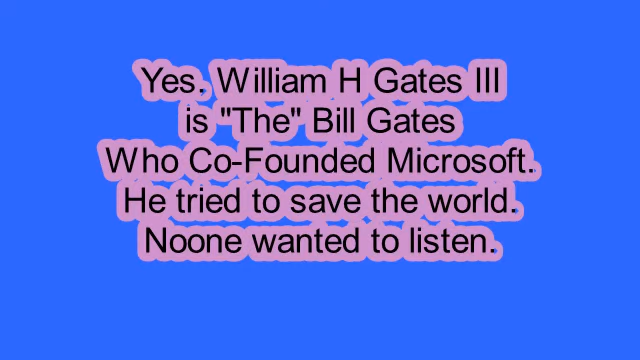 Yes. William H Gates III
is "The" Bill Gates
Who Co-Founded Microsoft.
He tried to save the world.
Noone wanted to listen.